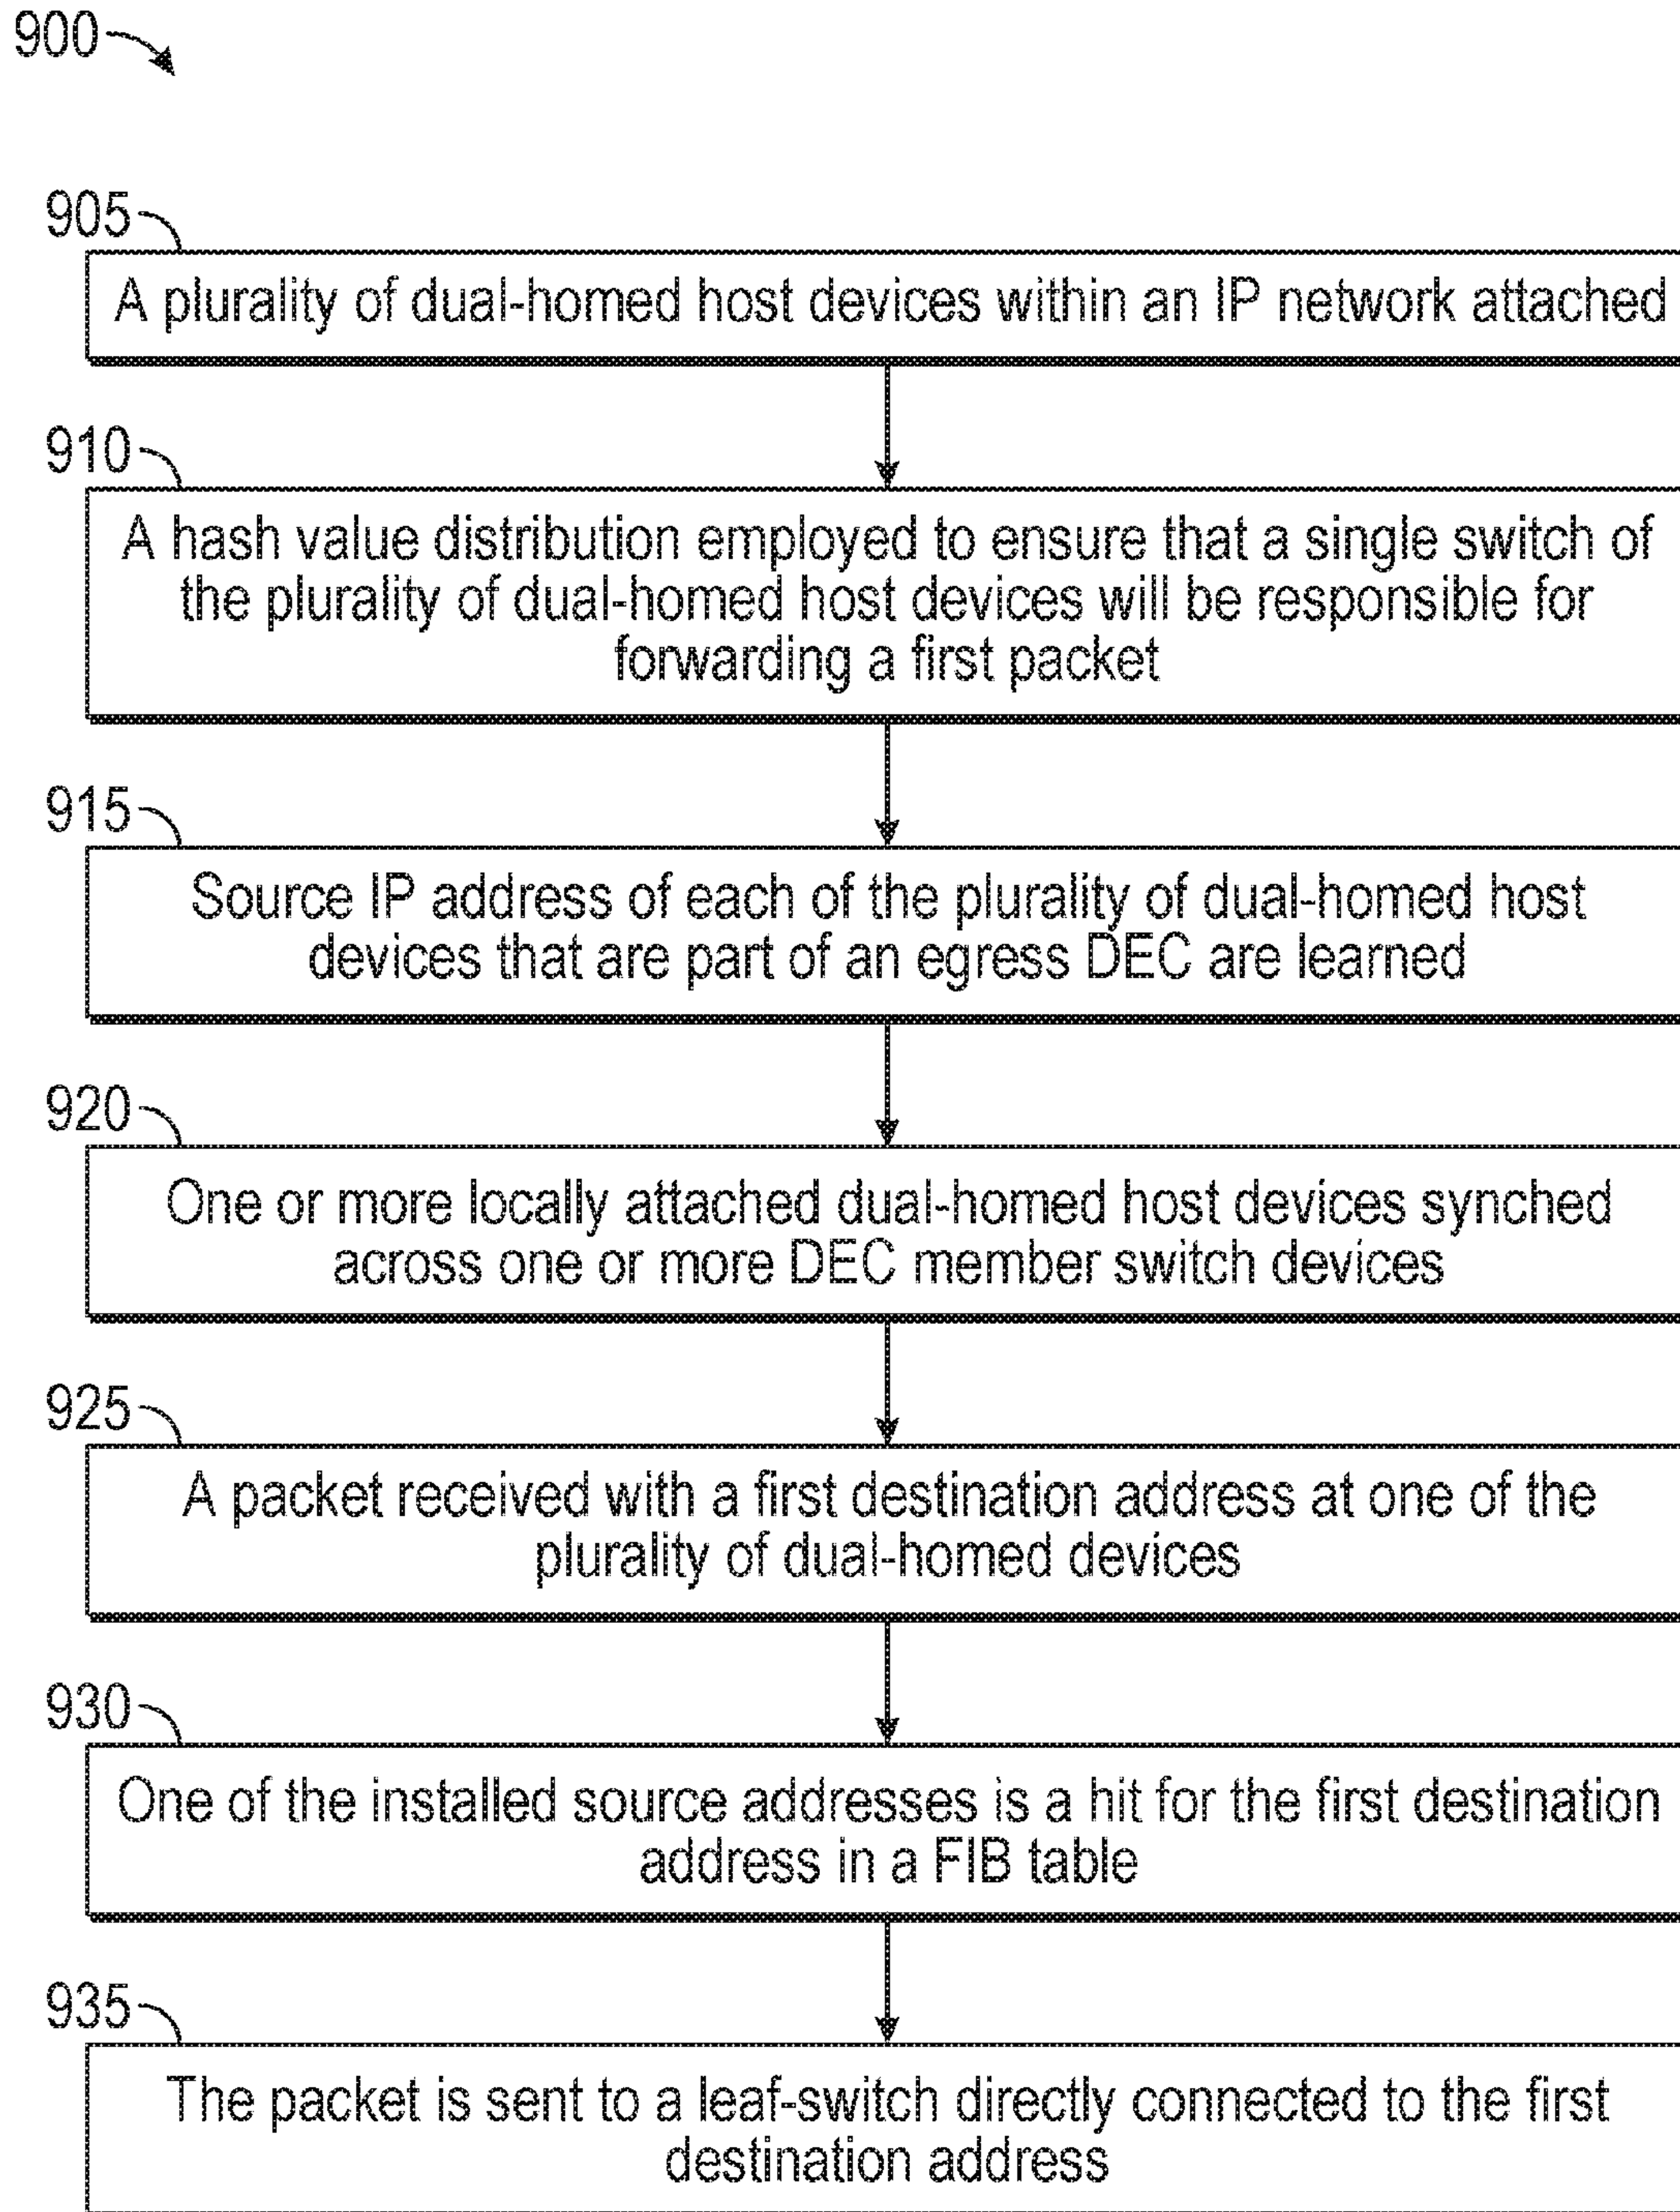 900
905
A plurality of dual-homed host devices within an IP network attached
910
A hash value distribution employed to ensure that a single switch of
the plurality of dual-homed host devices will be responsible for
forwarding a first packet
915
Source IP address of each of the plurality of dual-homed host
devices that are part of an egress DEC are learned
920
One or more locally attached dual-homed host devices synched
across one or more DEC member switch devices
925
A packet received with a first destination address at one of the
plurality of dual-homed devices
930
One of the installed source addresses is a hit for the first destination
address in a FIB table
935
The packet is sent to a leaf-switch directly connected to the first
destination address